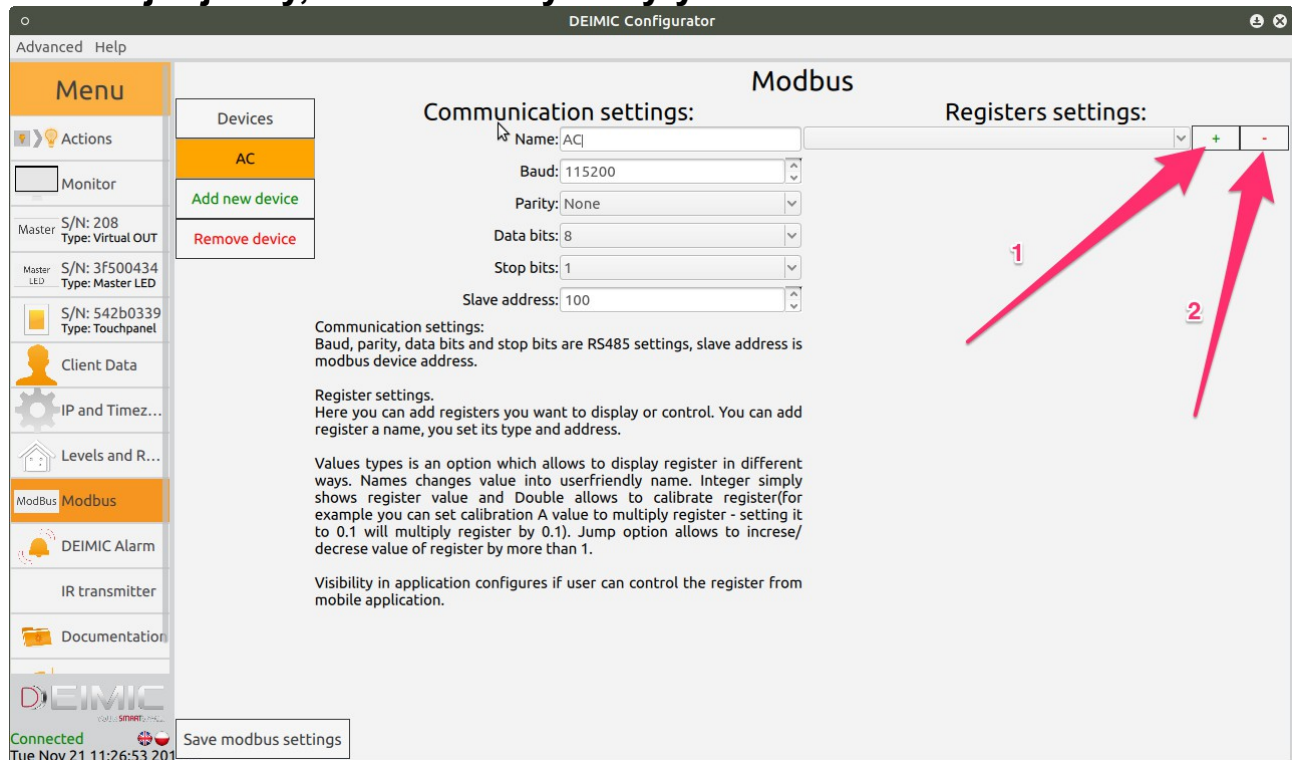 DEIMIC Configurator
Advanced Help
Menu
Actions
Monitor
Master
S/N: 208
Type: Virtual OUT
Master
LED
S/N: 3f500434
Type: Master LED
S/N: 542b0339
Type: Touchpanel
Client Data
IP and Timez...
Levels and R...
ModBus
Modbus
DEIMIC Alarm
IR transmitter
Documentation
DEIMIC
SMART
Connected
Tue Nov 21 11:26:53 201
Devices
AC
Add new device
Remove device
Modbus
Communication settings:
Name: AC
Baud: 115200
Parity: None
Data bits: 8
Stop bits: 1
Slave address: 100
Communication settings:
Baud, parity, data bits and stop bits are RS485 settings, slave address is
modbus device address.
Register settings.
Here you can add registers you want to display or control. You can add
register a name, you set its type and address.
Values types is an option which allows to display register in different
ways. Names changes value into userfriendly name. Integer simply
shows register value and Double allows to calibrate register(for
example you can set calibration A value to multiply register - setting it
to 0.1 will multiply register by 0.1). Jump option allows to increse/
decrese value of register by more than 1.
Visibility in application configures if user can control the register from
mobile application.
Registers settings:
+ -
1
2
Save modbus settings